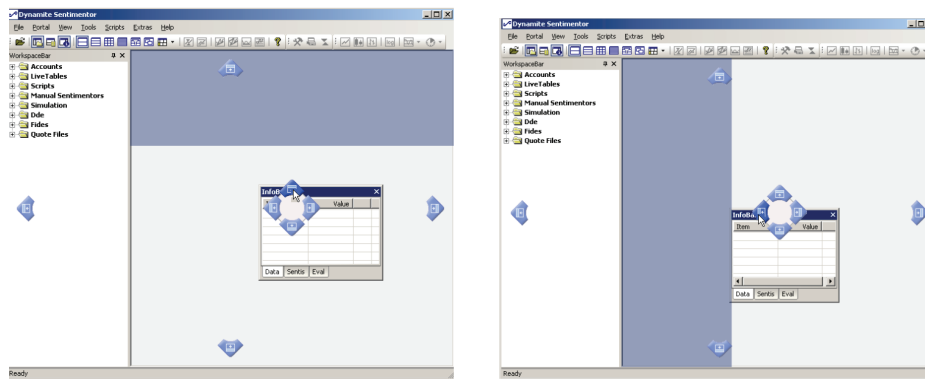 Dynamite Sentimentor
File Portal View Tools Scripts Extras Help
WorkspaceBar
Accounts
LiveTables
Scripts
Manual Sentimentors
Simulation
Dde
Fides
Quote Files
Value
Data Sentis Eval
Ready
Dynamite Sentimentor
File Portal View Tools Scripts Extras Help
WorkspaceBar
Accounts
LiveTables
Scripts
Manual Sentimentors
Simulation
Dde
Fides
Quote Files
Item Value
Data Sentis Eval
Ready